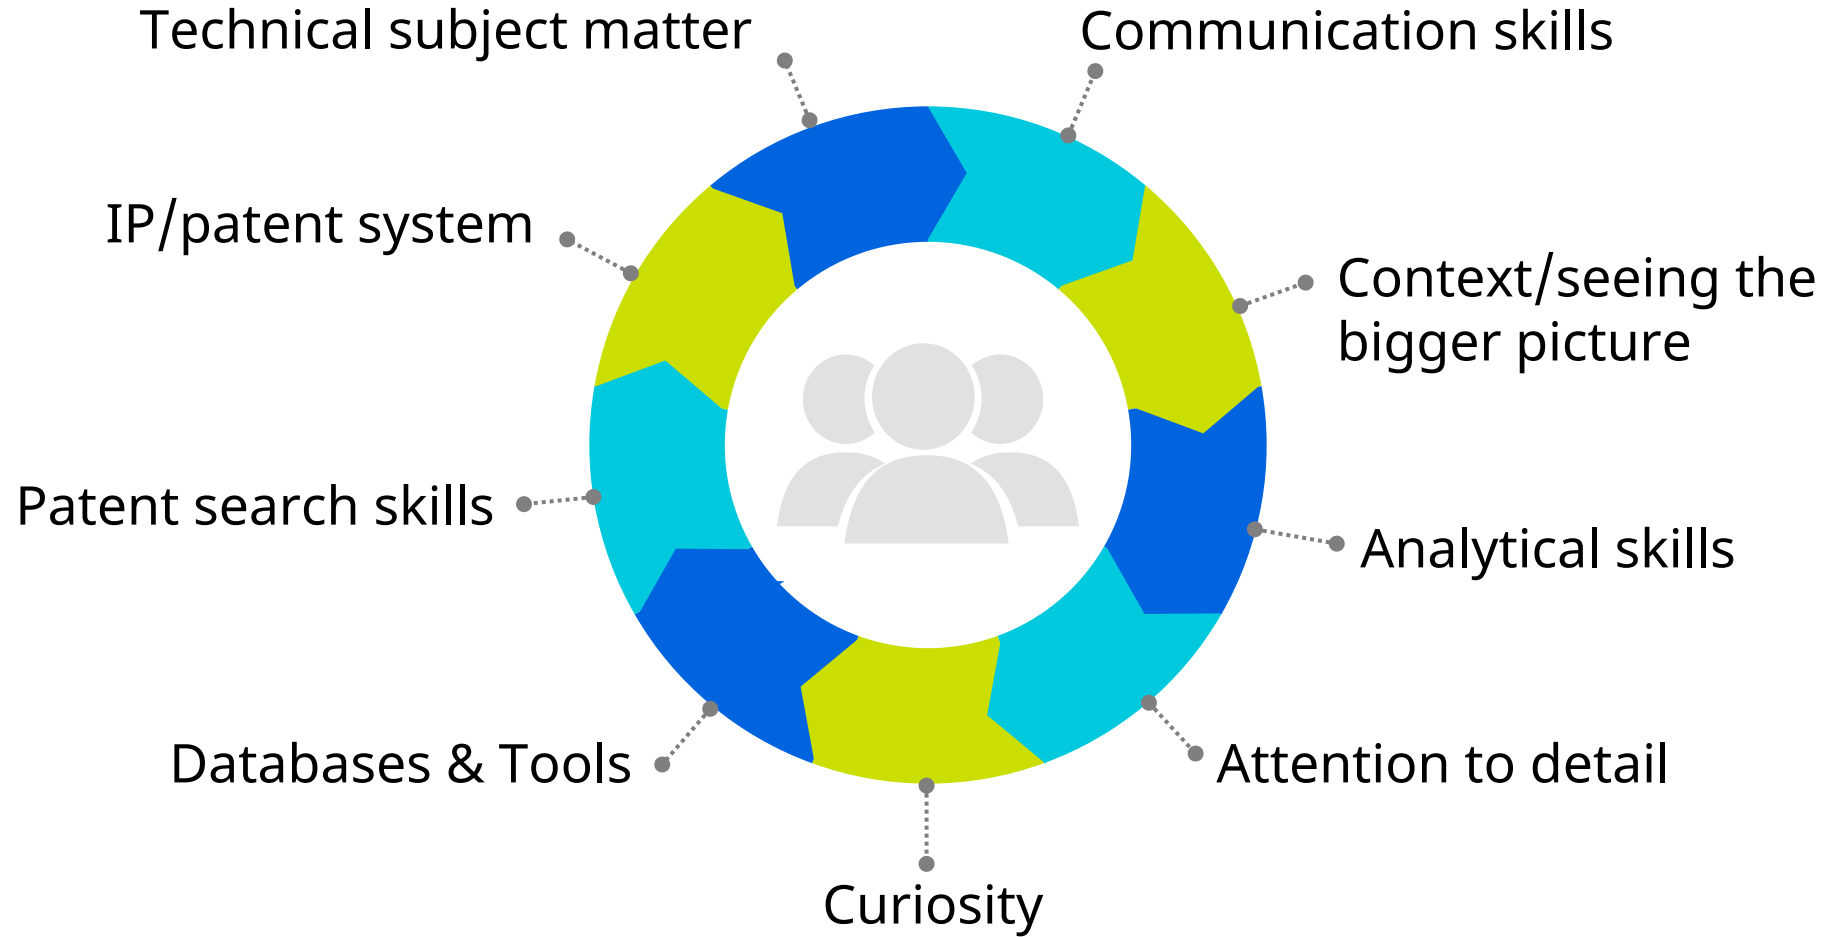 Technical subject matter
Communication skills
IP/patent system
Context/seeing the
bigger picture
Patent search skills
Analytical skills
Databases & Tools
Attention to detail
Curiosity